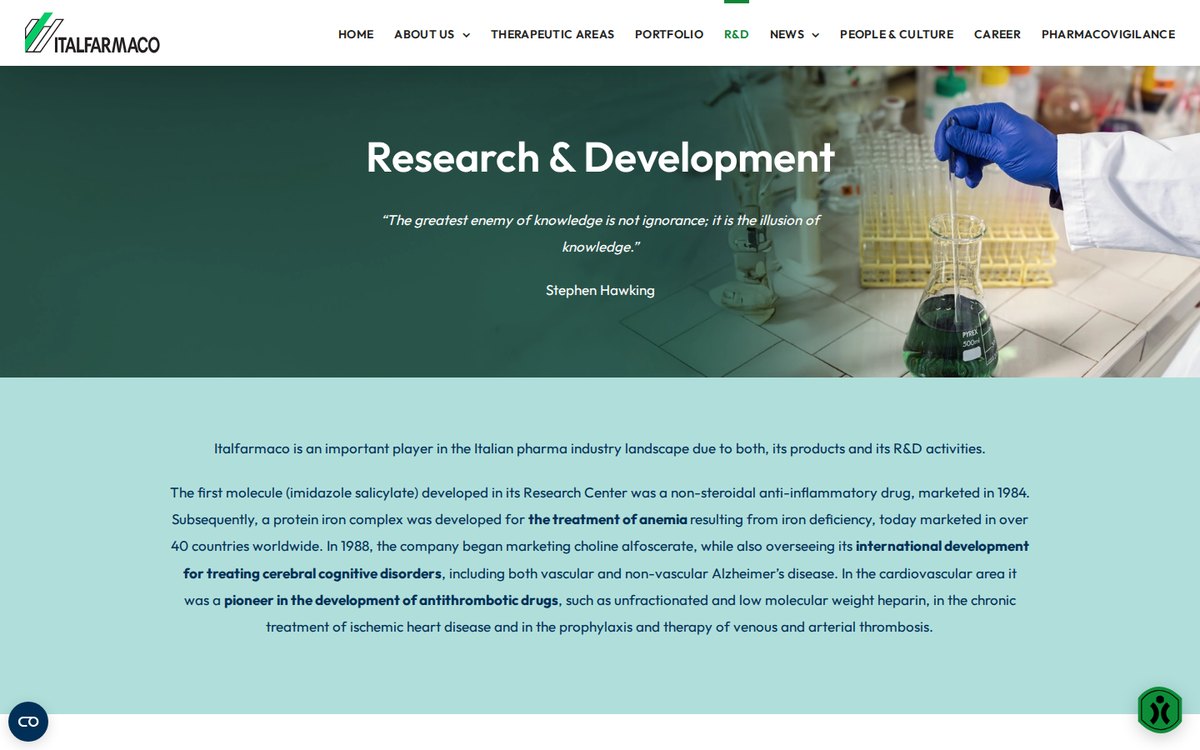 ITALFARMACO
HOME
ABOUT US
THERAPEUTIC AREAS
PORTFOLIO
R&D
NEWS
PEOPLE & CULTURE
CAREER
PHARMACOVIGILANCE
Research & Development
“The greatest enemy of knowledge is not ignorance; it is the illusion of
knowledge.”
Stephen Hawking
PYREX
500ml
Italfarmaco is an important player in the Italian pharma industry landscape due to both, its products and its R&D activities.
The first molecule (imidazole salicylate) developed in its Research Center was a non-steroidal anti-inflammatory drug, marketed in 1984.
Subsequently, a protein iron complex was developed for the treatment of anemia resulting from iron deficiency, today marketed in over
40 countries worldwide. In 1988, the company began marketing choline alfoscerate, while also overseeing its international development
for treating cerebral cognitive disorders, including both vascular and non-vascular Alzheimer’s disease. In the cardiovascular area it
was a pioneer in the development of antithrombotic drugs, such as unfractionated and low molecular weight heparin, in the chronic
treatment of ischemic heart disease and in the prophylaxis and therapy of venous and arterial thrombosis.